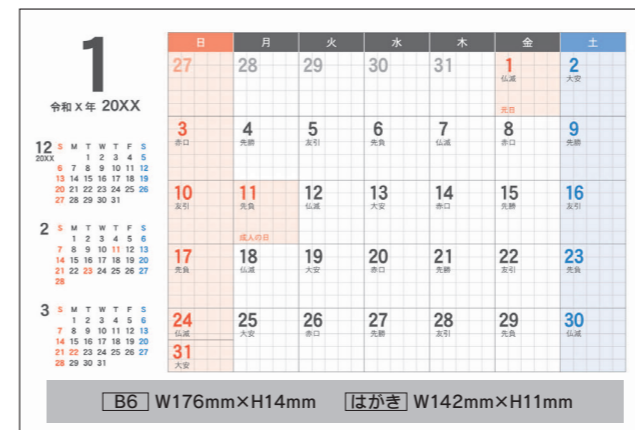 1
令和 X 年 20XX
12
20XX
S M T W T F S
1 2 3 4 5
6 7 8 9 10 11 12
13 14 15 16 17 18 19
20 21 22 23 24 25 26
27 28 29 30 31
2
S M T W T F S
1 2 3 4 5 6
7 8 9 10 11 12 13
14 15 16 17 18 19 20
21 22 23 24 25 26 27
28
3
S M T W T F S
1 2 3 4 5 6
7 8 9 10 11 12 13
14 15 16 17 18 19 20
21 22 23 24 25 26 27
28 29 30 31
日 月 火 水 木 金 土
27 28 29 30 31 1 2
仏滅 大安
元日
3 4 5 6 7 8 9
赤口 先勝 友引 先負 仏滅 赤口 先勝
10 11 12 13 14 15 16
友引 先負 仏滅 大安 赤口 先勝 友引
成人の日
17 18 19 20 21 22 23
先負 仏滅 大安 赤口 先勝 友引 先負
24 25 26 27 28 29 30
仏滅 大安 赤口 先勝 友引 先負 仏滅
31
大安
B6 W176mm×H14mm はがき W142mm×H11mm